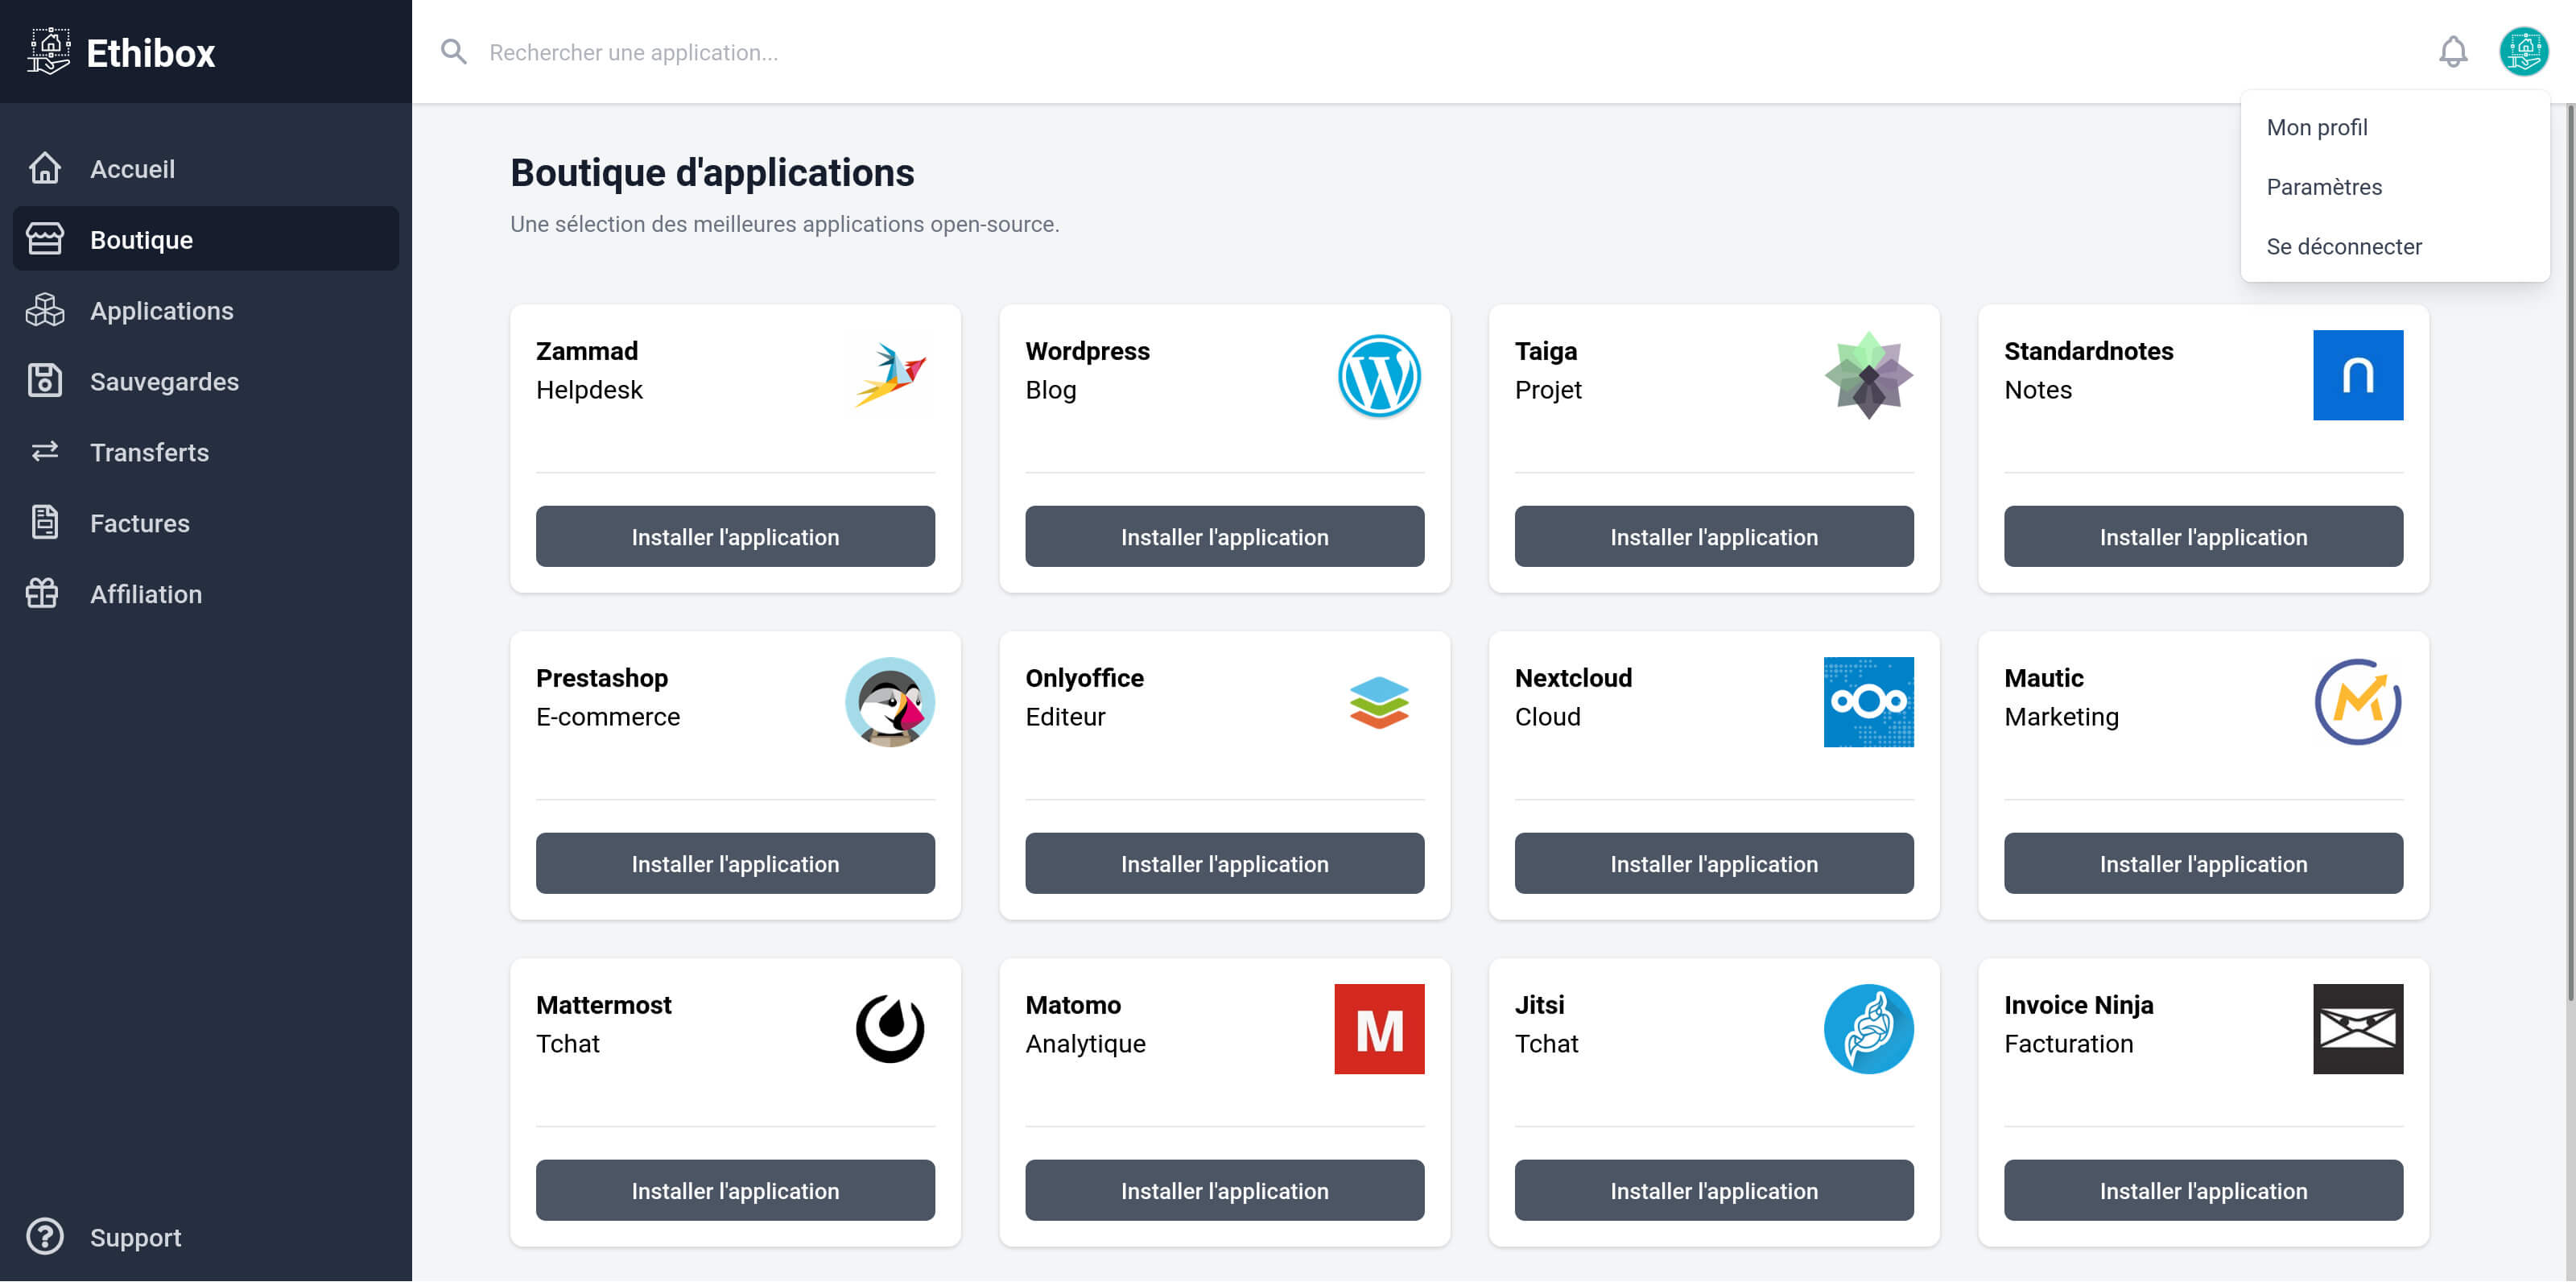 Ethibox
Rechercher une application...
Mon profil
Paramètres
Se déconnecter
Accueil
Boutique
Applications
Sauvegardes
Transferts
Factures
Affiliation
Support
Boutique d'applications
Une sélection des meilleures applications open-source.
Zammad
Helpdesk
Installer l'application
Wordpress
Blog
Installer l'application
Taiga
Projet
Installer l'application
Standardnotes
Notes
Installer l'application
Prestashop
E-commerce
Installer l'application
Onlyoffice
Editeur
Installer l'application
Nextcloud
Cloud
Installer l'application
Mautic
Marketing
Installer l'application
Mattermost
Tchat
Installer l'application
Matomo
Analytique
M
Installer l'application
Jitsi
Tchat
Installer l'application
Invoice Ninja
Facturation
Installer l'application